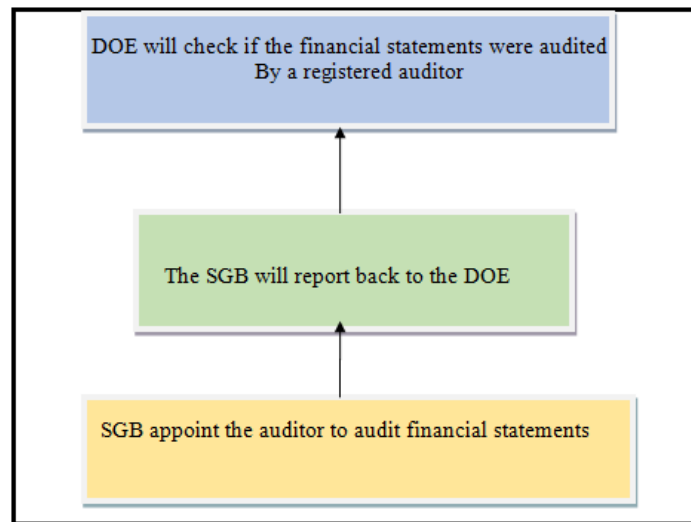 DOE will check if the financial statements were audited
By a registered auditor
The SGB will report back to the DOE
SGB appoint the auditor to audit financial statements